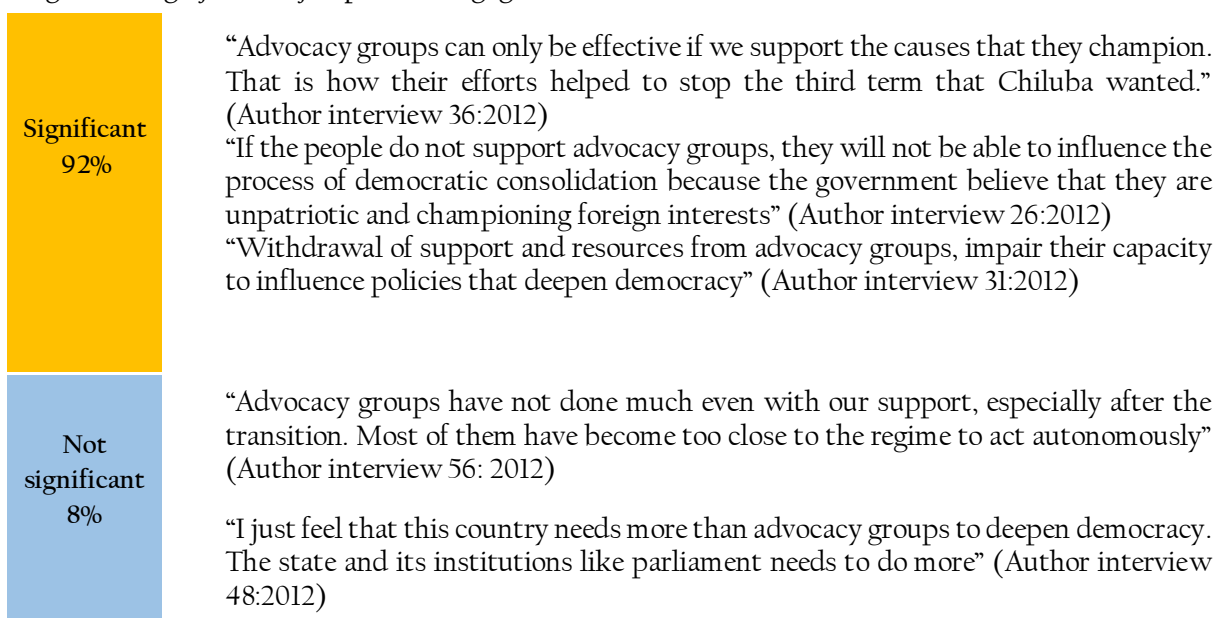 Significant
92%
“Advocacy groups can only be effective if we support the causes that they champion.
That is how their efforts helped to stop the third term that Chiluba wanted.”
(Author interview 36:2012)
“If the people do not support advocacy groups, they will not be able to influence the
process of democratic consolidation because the government believe that they are
unpatriotic and championing foreign interests” (Author interview 26:2012)
“Withdrawal of support and resources from advocacy groups, impair their capacity
to influence policies that deepen democracy” (Author interview 31:2012)
Not
significant
8%
“Advocacy groups have not done much even with our support, especially after the
transition. Most of them have become too close to the regime to act autonomously”
(Author interview 56: 2012)
“I just feel that this country needs more than advocacy groups to deepen democracy.
The state and its institutions like parliament needs to do more” (Author interview
48:2012)